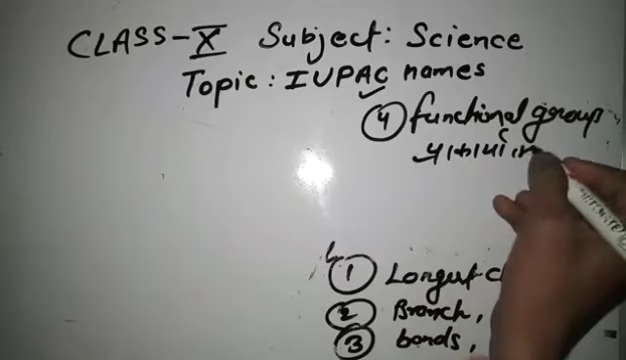 CLASS-X Subject: Science
Topic: IUPAC names
④ functional group
① Longest c
② Branch,
③ bonds,